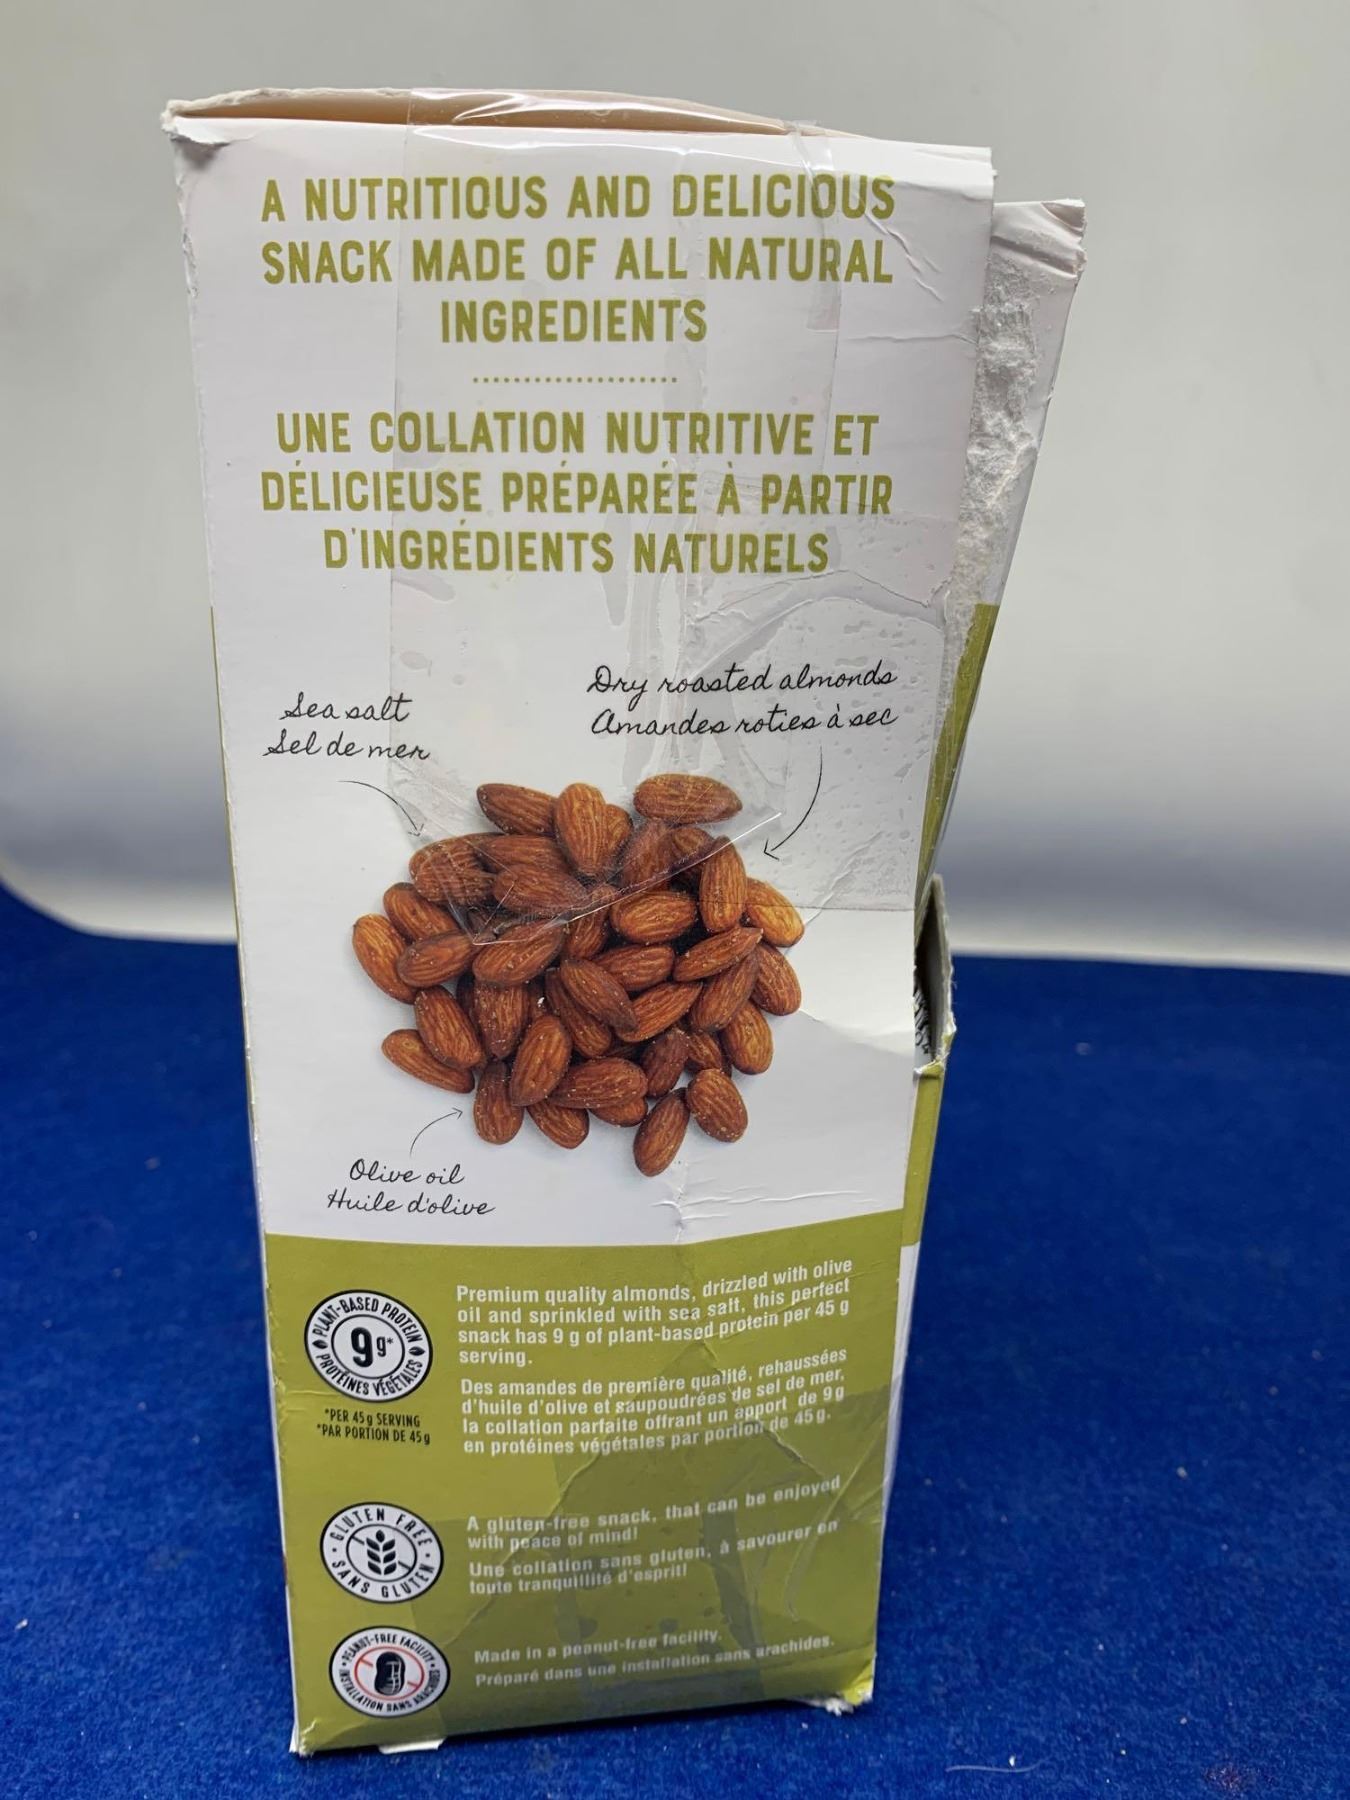 A NUTRITIOUS AND DELICIOUS
SNACK MADE OF ALL NATURAL
INGREDIENTS
UNE COLLATION NUTRITIVE ET
DÉLICIEUSE PRÉPARÉE À PARTIR
D'INGRÉDIENTS NATURELS
Dry roasted almonds
Amandes roties à sec
Sea salt
Sel de mer
Olive oil
Huile d'olive
PLANT-BASED PROTEIN
9g*
PROTÉINES VÉGÉTALES
*PER 45 g SERVING
*PAR PORTION DE 45 g
Premium quality almonds, drizzled with olive
oil and sprinkled with sea salt, this perfect
snack has 9 g of plant-based protein per 45 g
serving.
Des amandes de première qualité, rehaussées
d'huile d'olive et saupoudrées de sel de mer,
la collation parfaite offrant un apport de 9 g
en protéines végétales par portion de 45 g.
GLUTEN FREE
SANS GLUTEN
A gluten-free snack, that can be enjoyed
with peace of mind!
Une collation sans gluten, à savourer en
toute tranquillité d'esprit!
PEANUT-FREE FACILITY
INSTALLATION SANS ARACHIDES
Made in a peanut-free facility.
Préparé dans une installation sans arachides.